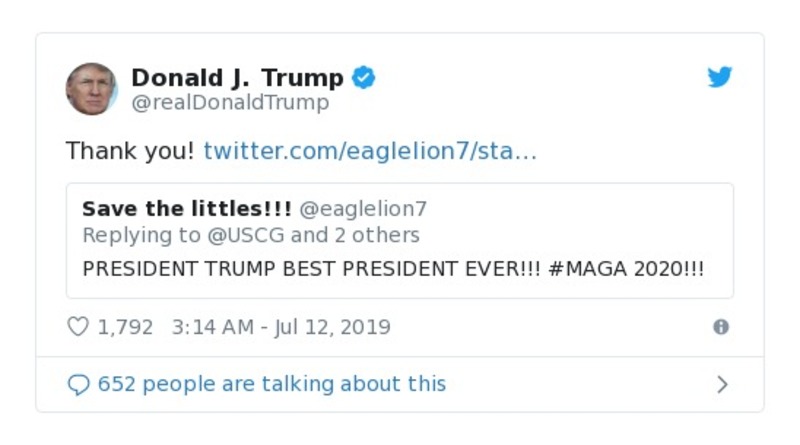 Donald J. Trump
@realDonaldTrump
Thank you! twitter.com/eaglelion7/sta…
Save the littles!!! @eaglelion7
Replying to @USCG and 2 others
PRESIDENT TRUMP BEST PRESIDENT EVER!!! #MAGA 2020!!!
1,792 3:14 AM - Jul 12, 2019
652 people are talking about this